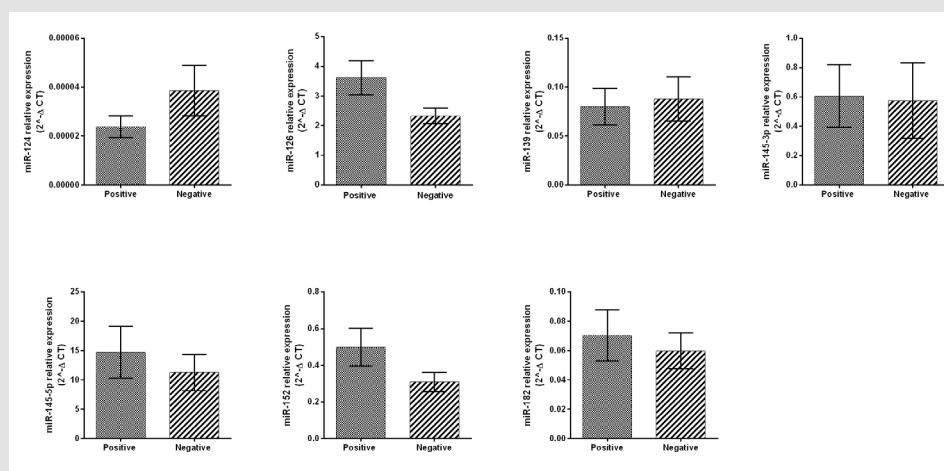 miR-124 relative expression
(2^-Δ CT)
0.00006
0.00004
0.00002
0.00000
Positive Negative
miR-126 relative expression
(2^-Δ CT)
5
4
3
2
1
0
Positive Negative
miR-139 relative expression
(2^-Δ CT)
0.15
0.10
0.05
0.00
Positive Negative
miR-145-3p relative expression
(2^-Δ CT)
1.0
0.8
0.6
0.4
0.2
0.0
Positive Negative
miR-145-5p relative expression
(2^-Δ CT)
25
20
15
10
5
0
Positive Negative
miR-152 relative expression
(2^-Δ CT)
0.8
0.6
0.4
0.2
0.0
Positive Negative
miR-182 relative expression
(2^-Δ CT)
0.10
0.08
0.06
0.04
0.02
0.00
Positive Negative